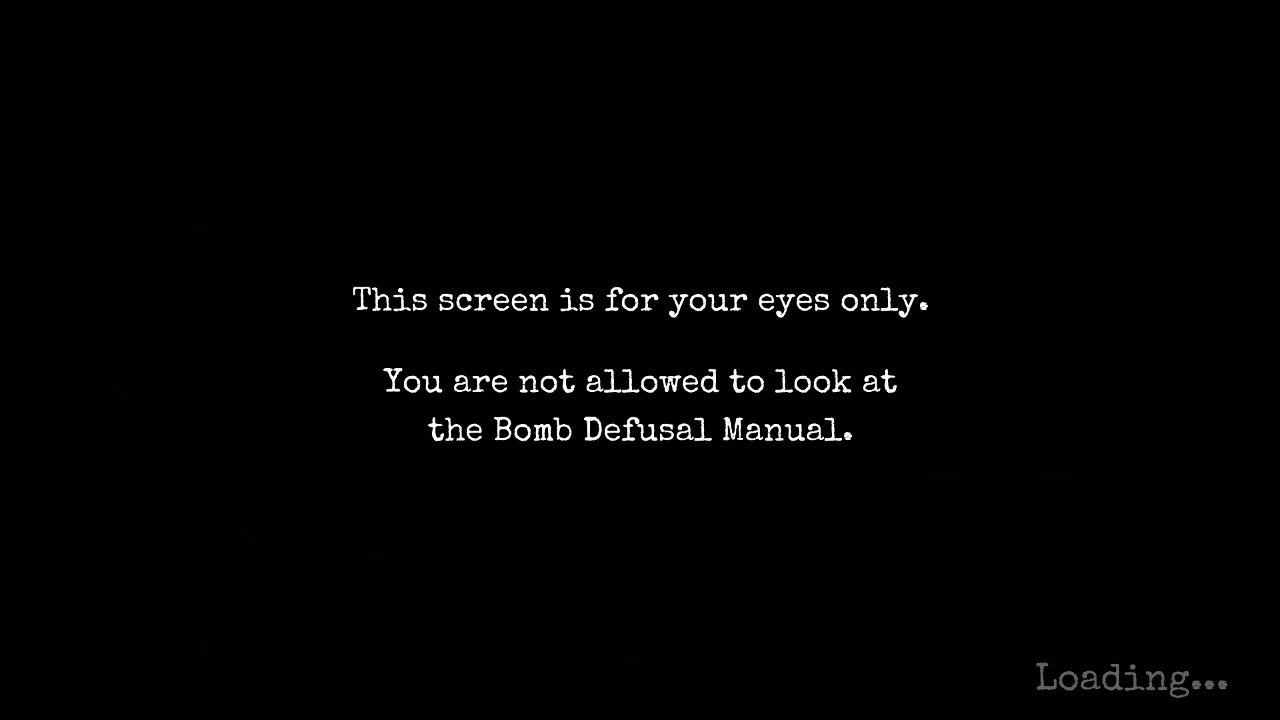 This screen is for your eyes only.
You are not allowed to look at
the Bomb Defusal Manual.
Loading...